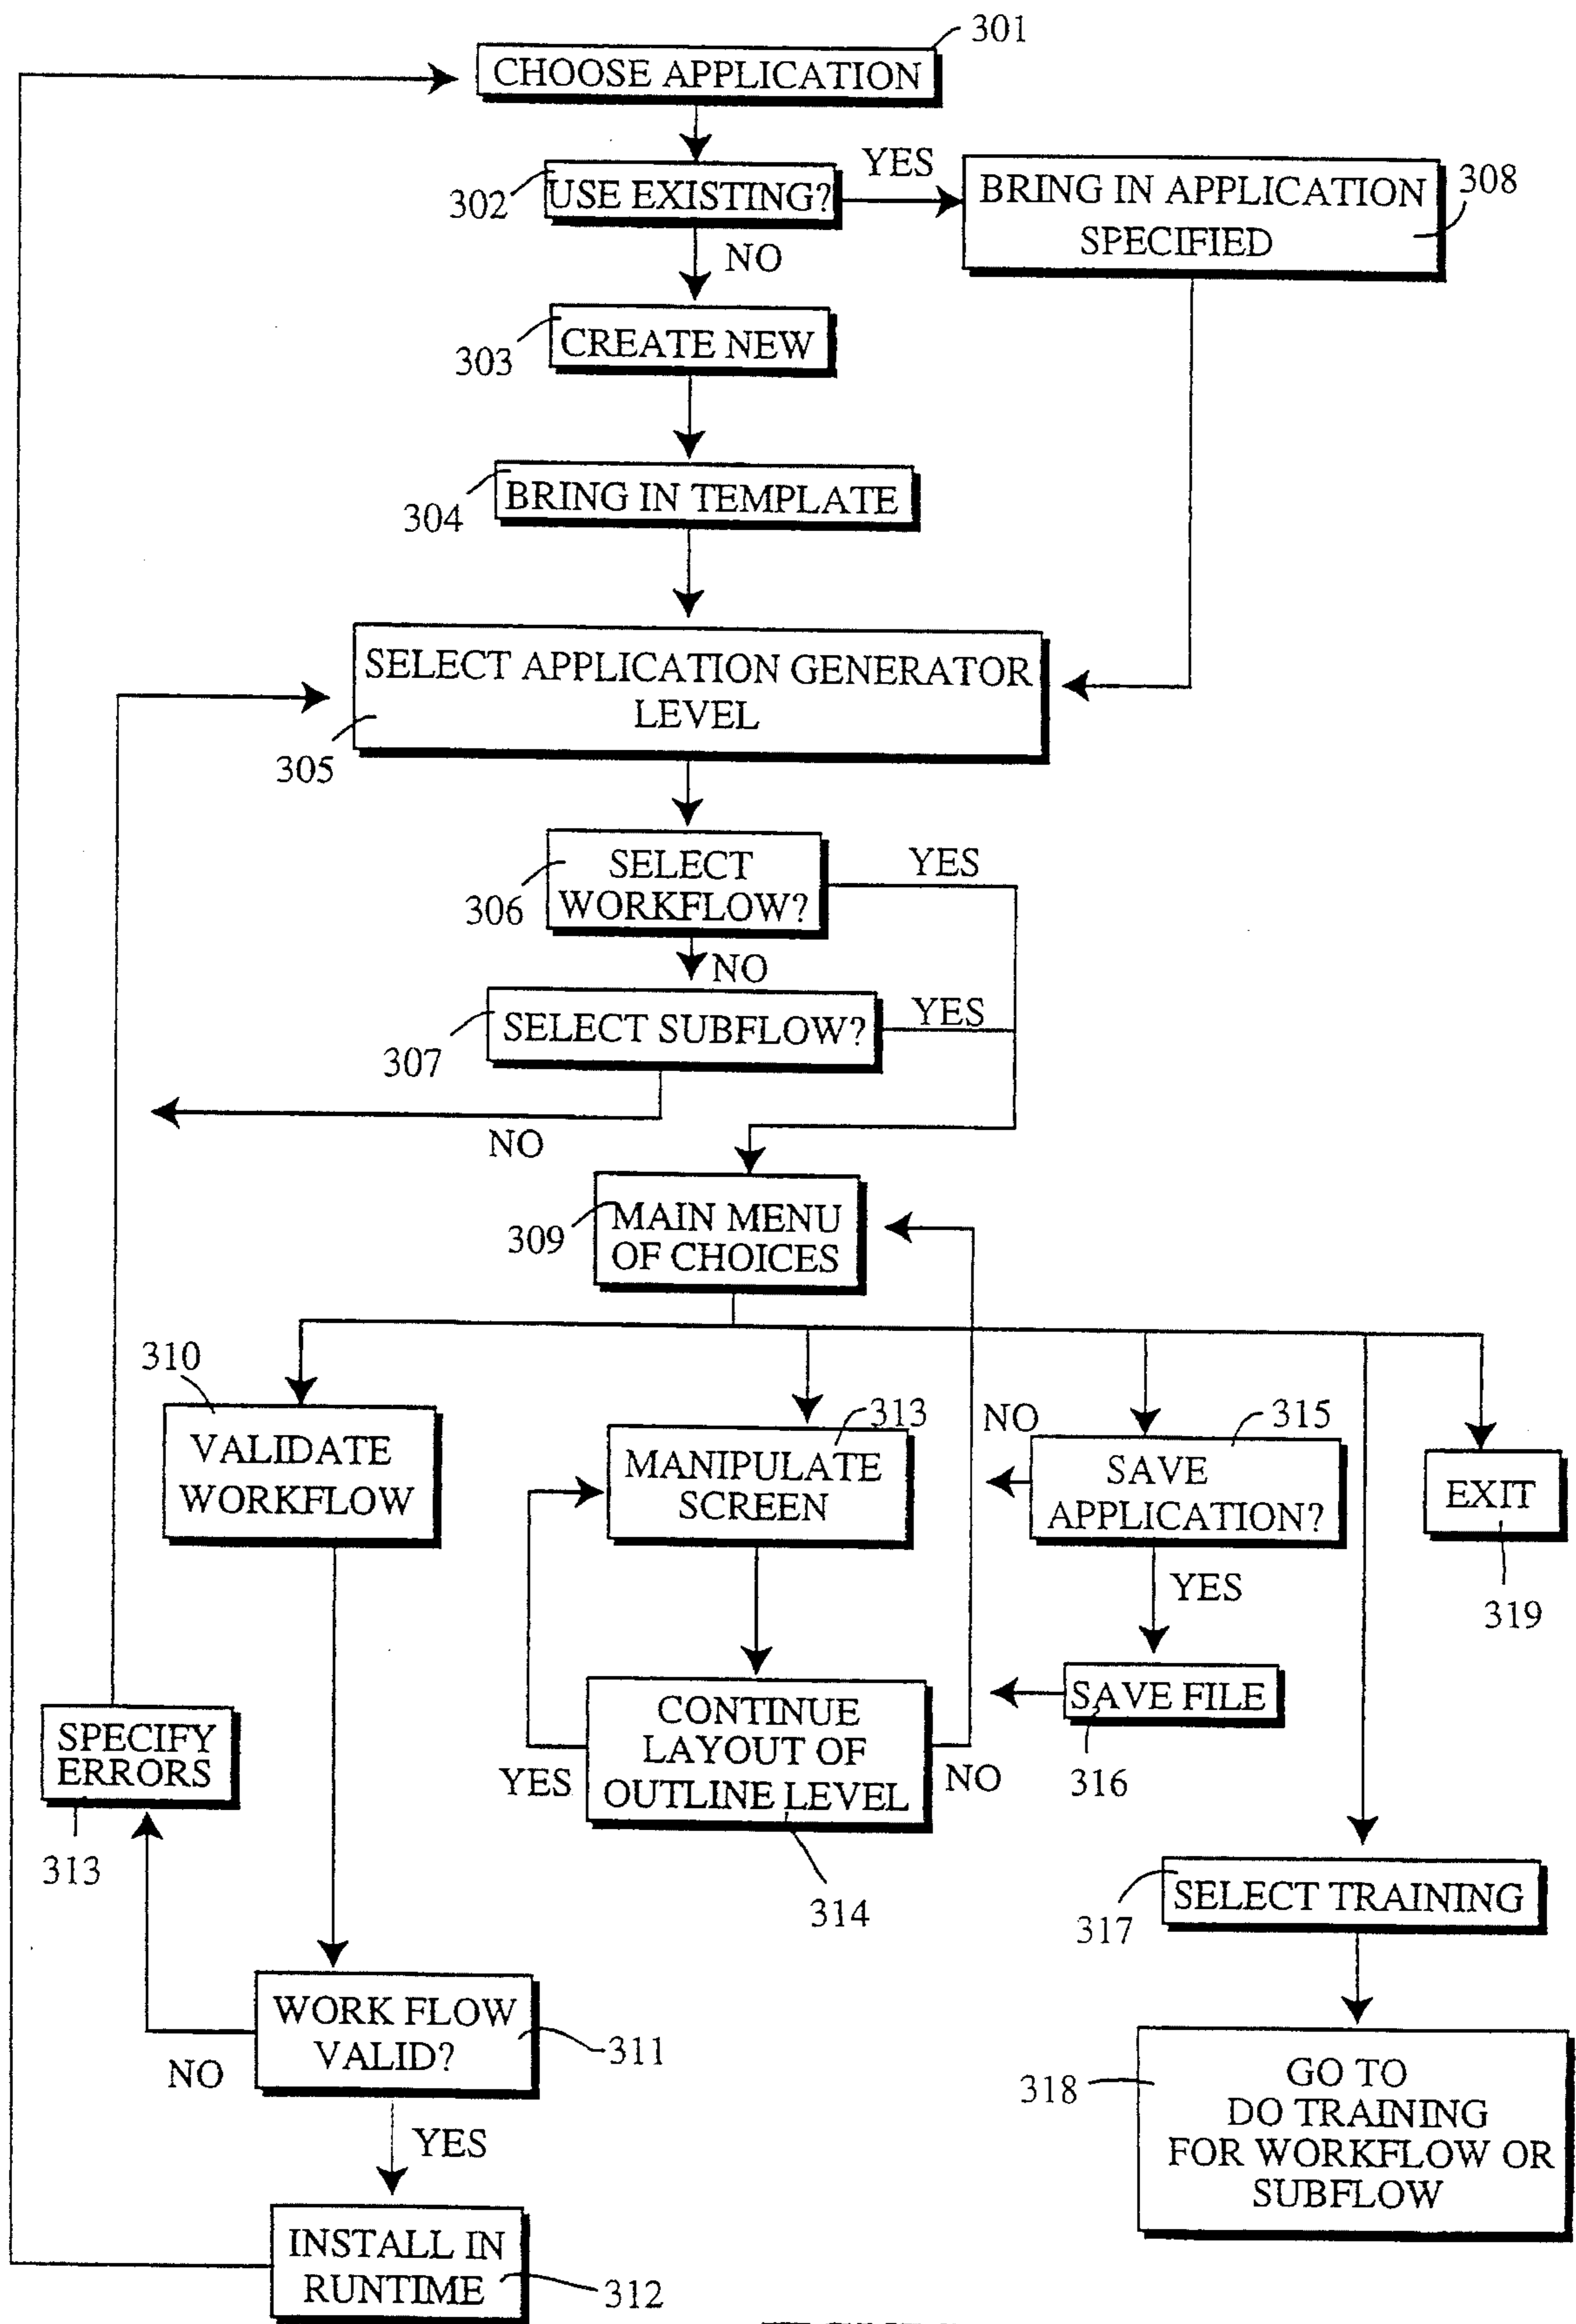 301
CHOOSE APPLICATION
302
USE EXISTING?
YES
BRING IN APPLICATION
SPECIFIED
308
NO
303
CREATE NEW
304
BRING IN TEMPLATE
SELECT APPLICATION GENERATOR
LEVEL
305
SELECT
WORKFLOW?
306
YES
NO
SELECT SUBFLOW?
307
YES
NO
MAIN MENU
OF CHOICES
309
310
VALIDATE
WORKFLOW
313
MANIPULATE
SCREEN
NO
315
SAVE
APPLICATION?
EXIT
319
YES
SAVE FILE
316
SPECIFY
ERRORS
313
CONTINUE
LAYOUT OF
OUTLINE LEVEL
YES
NO
314
SELECT TRAINING
317
WORK FLOW
VALID?
311
NO
YES
GO TO
DO TRAINING
FOR WORKFLOW OR
SUBFLOW
318
INSTALL IN
RUNTIME
312